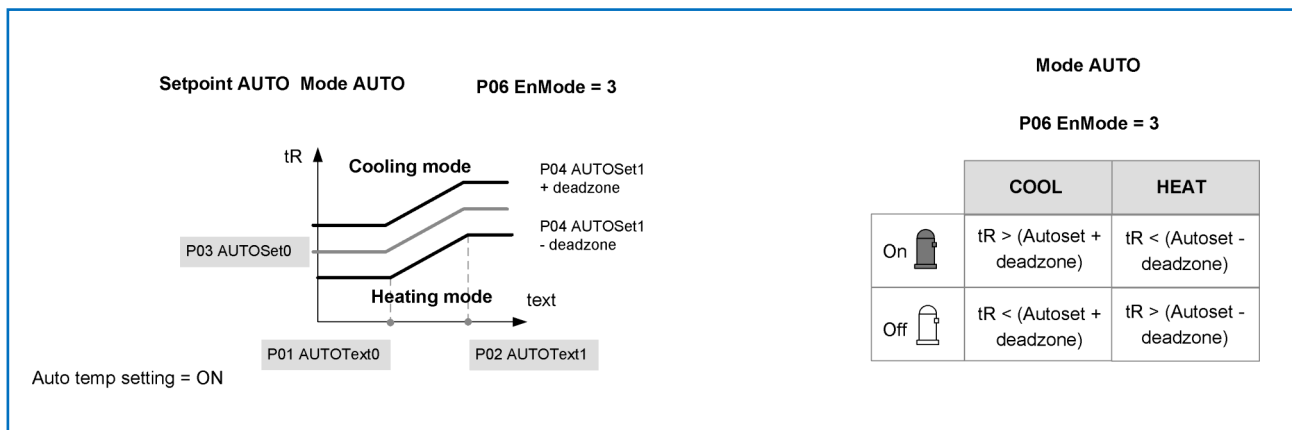 Setpoint AUTO Mode AUTO P06 EnMode = 3
tR
Cooling mode
P04 AUTOSet1
+ deadzone
P04 AUTOSet1
- deadzone
P03 AUTOSet0
Heating mode
text
P01 AUTOText0
P02 AUTOText1
Auto temp setting = ON
Mode AUTO
P06 EnMode = 3
COOL HEAT
On
tR > (Autoset +
deadzone)
tR < (Autoset -
deadzone)
Off
tR < (Autoset +
deadzone)
tR > (Autoset -
deadzone)